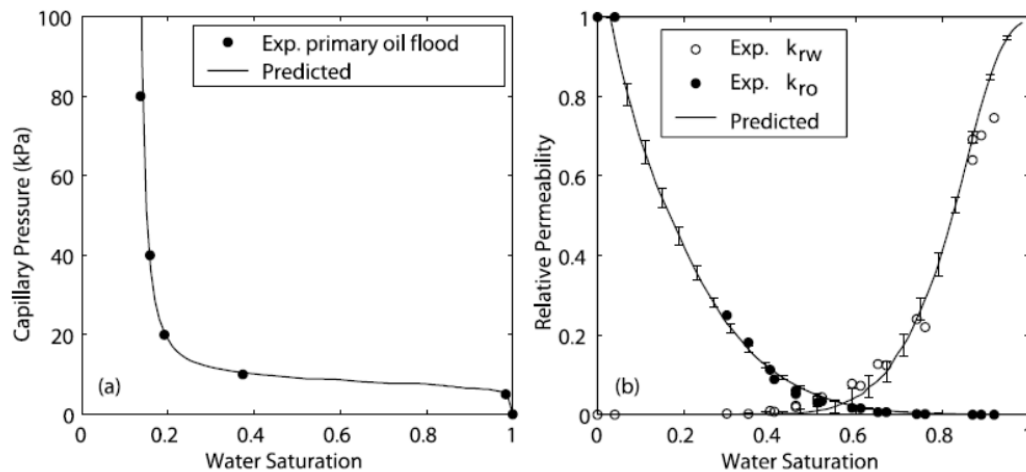 100
80
60
40
20
0
Capillary Pressure (kPa)
Exp. primary oil flood
Predicted
(a)
0 0.2 0.4 0.6 0.8 1
Water Saturation
1
0.8
0.6
0.4
0.2
0
Relative Permeability
Exp. krw
Exp. kro
Predicted
(b)
0 0.2 0.4 0.6 0.8
Water Saturation